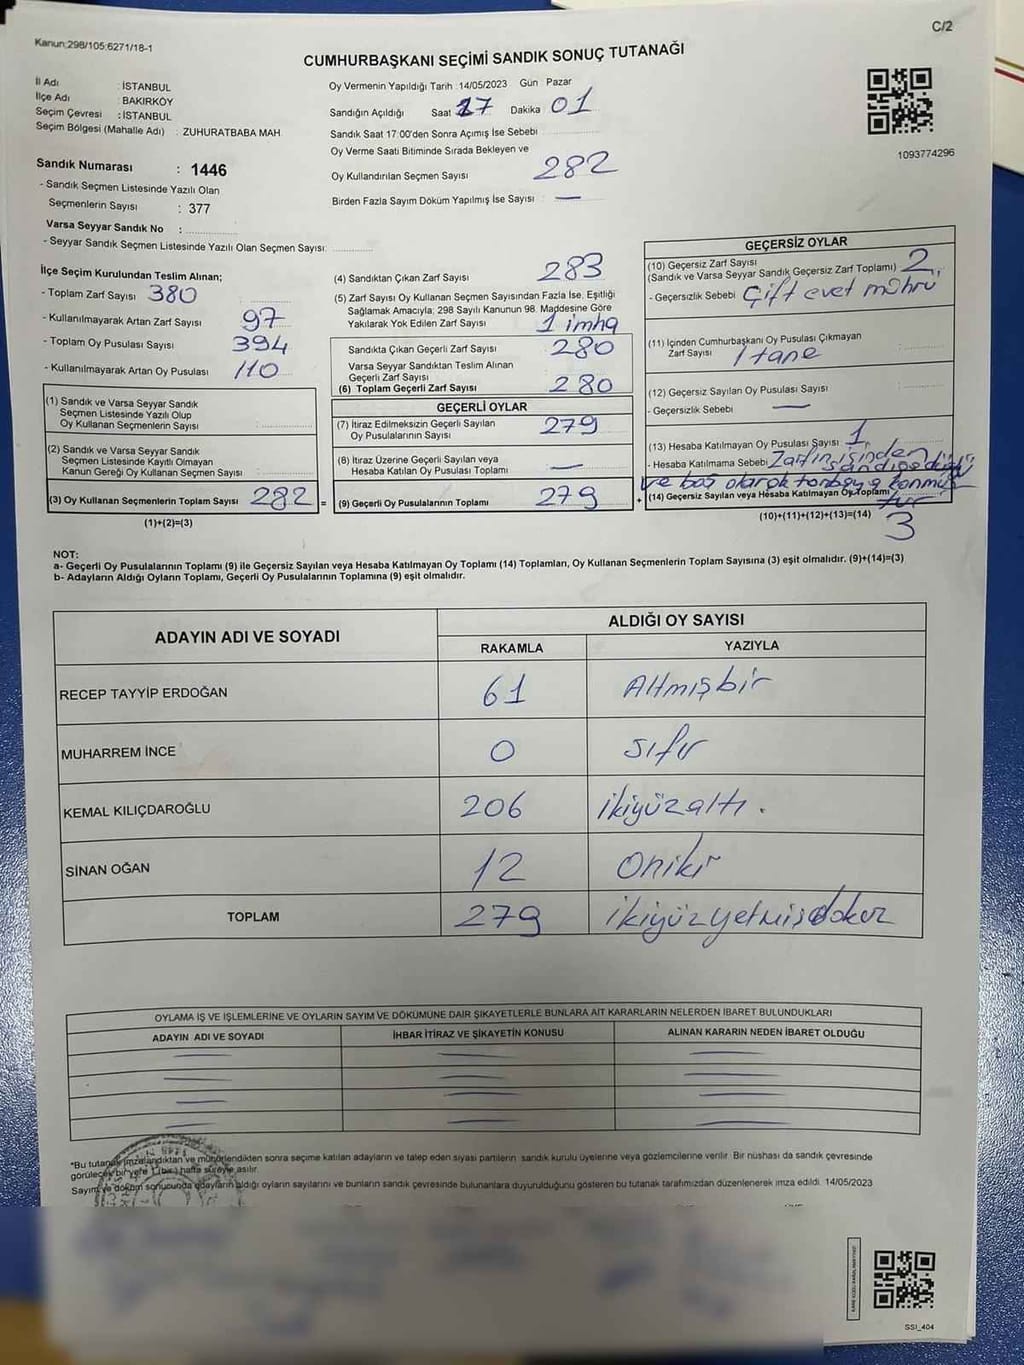 Kanun:298/105:6271/18-1
C/2
CUMHURBAŞKANI SEÇİMİ SANDIK SONUÇ TUTANAĞI
İl Adı : İSTANBUL
İlçe Adı : BAKIRKÖY
Seçim Çevresi : İSTANBUL
Seçim Bölgesi (Mahalle Adı) : ZUHURATBABA MAH
Sandık Numarası : 1446
- Sandık Seçmen Listesinde Yazılı Olan
Seçmenlerin Sayısı : 377
Varsa Seyyar Sandık No :
- Seyyar Sandık Seçmen Listesinde Yazılı Olan Seçmen Sayısı:
Oy Vermenin Yapıldığı Tarih : 14/05/2023 Gün : Pazar
Sandığın Açıldığı Saat 17 Dakika 01
Sandık Saat 17:00'den Sonra Açımış İse Sebebi
Oy Verme Saati Bitiminde Sırada Bekleyen ve
Oy Kullandırılan Seçmen Sayısı 282
Birden Fazla Sayım Döküm Yapılmış İse Sayısı : —
1093774296
İlçe Seçim Kurulundan Teslim Alınan;
- Toplam Zarf Sayısı 380
- Kullanılmayarak Artan Zarf Sayısı 97
- Toplam Oy Pusulası Sayısı 394
- Kullanılmayarak Artan Oy Pusulası 110
(1) Sandık ve Varsa Seyyar Sandık
Seçmen Listesinde Yazılı Olup
Oy Kullanan Seçmenlerin Sayısı :
(2) Sandık ve Varsa Seyyar Sandık
Seçmen Listesinde Kayıtlı Olmayan
Kanun Gereği Oy Kullanan Seçmen Sayısı :
(3) Oy Kullanan Seçmenlerin Toplam Sayısı 282 =
(1)+(2)=(3)
(4) Sandıktan Çıkan Zarf Sayısı 283
(5) Zarf Sayısı Oy Kullanan Seçmen Sayısından Fazla İse, Eşitliği
Sağlamak Amacıyla; 298 Sayılı Kanunun 98. Maddesine Göre
Yakılarak Yok Edilen Zarf Sayısı 1 imha
Sandıkta Çıkan Geçerli Zarf Sayısı 280
Varsa Seyyar Sandıktan Teslim Alınan
Geçerli Zarf Sayısı :
(6) Toplam Geçerli Zarf Sayısı 280
GEÇERLİ OYLAR
(7) İtiraz Edilmeksizin Geçerli Sayılan
Oy Pusulalarının Sayısı 279
(8) İtiraz Üzerine Geçerli Sayılan veya
Hesaba Katılan Oy Pusulası Toplamı —
(9) Geçerli Oy Pusulalarının Toplamı 279 +
GEÇERSİZ OYLAR
(10) Geçersiz Zarf Sayısı
(Sandık ve Varsa Seyyar Sandık Geçersiz Zarf Toplamı) 2
- Geçersizlik Sebebi Çift evet mührü
(11) İçinden Cumhurbaşkanı Oy Pusulası Çıkmayan
Zarf Sayısı 1 tane
(12) Geçersiz Sayılan Oy Pusulası Sayısı
- Geçersizlik Sebebi —
(13) Hesaba Katılmayan Oy Pusulası Sayısı 1
- Hesaba Katılmama Sebebi Zarfın içinden
ve boş olarak torbaya konmuş
tur
(14) Geçersiz Sayılan veya Hesaba Katılmayan Oy Toplamı
(10)+(11)+(12)+(13)=(14) 3
NOT:
a- Geçerli Oy Pusulalarının Toplamı (9) ile Geçersiz Sayılan veya Hesaba Katılmayan Oy Toplamı (14) Toplamları, Oy Kullanan Seçmenlerin Toplam Sayısına (3) eşit olmalıdır. (9)+(14)=(3)
b- Adayların Aldığı Oyların Toplamı, Geçerli Oy Pusulalarının Toplamına (9) eşit olmalıdır.
ADAYIN ADI VE SOYADI
ALDIĞI OY SAYISI
RAKAMLA YAZIYLA
RECEP TAYYİP ERDOĞAN 61 Altmışbir
MUHARREM İNCE 0 sıfır
KEMAL KILIÇDAROĞLU 206 ikiyüzaltı.
SİNAN OĞAN 12 oniki
TOPLAM 279 ikiyüzyetmişdokuz
OYLAMA İŞ VE İŞLEMLERİNE VE OYLARIN SAYIM VE DÖKÜMÜNE DAİR ŞİKAYETLERLE BUNLARA AİT KARARLARIN NELERDEN İBARET BULUNDUKLARI
ADAYIN ADI VE SOYADI İHBAR İTİRAZ VE ŞİKAYETİN KONUSU ALINAN KARARIN NEDEN İBARET OLDUĞU
*Bu tutanak imzalandıktan ve mühürlendikten sonra seçime katılan adayların ve talep eden siyasi partilerin sandık kurulu üyelerine veya gözlemcilerine verilir. Bir nüshası da sandık çevresinde
görülecek bir yere 1 (bir) hafta süreyle asılır.
Sayım ve döküm sonucunda adayların aldığı oyların sayılarını ve bunların sandık çevresinde bulunanlara duyurulduğunu gösteren bu tutanak tarafımızdan düzenlenerek imza edildi. 14/05/2023
SSI_404